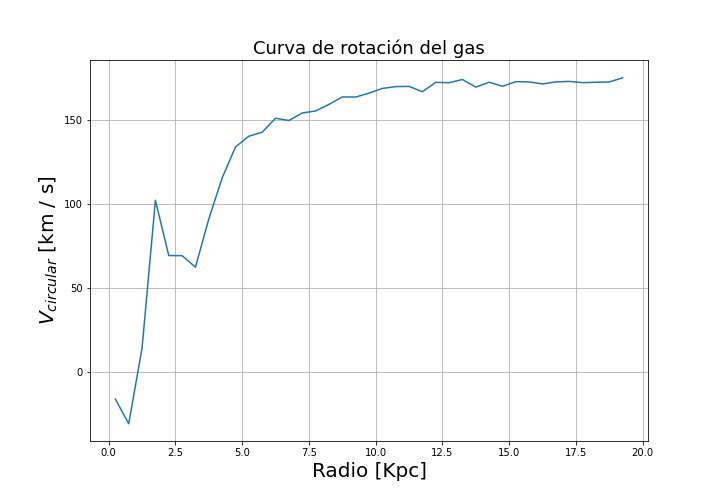 Curva de rotación del gas
V_circular [km / s]
150
100
50
0
0.0 2.5 5.0 7.5 10.0 12.5 15.0 17.5 20.0
Radio [Kpc]